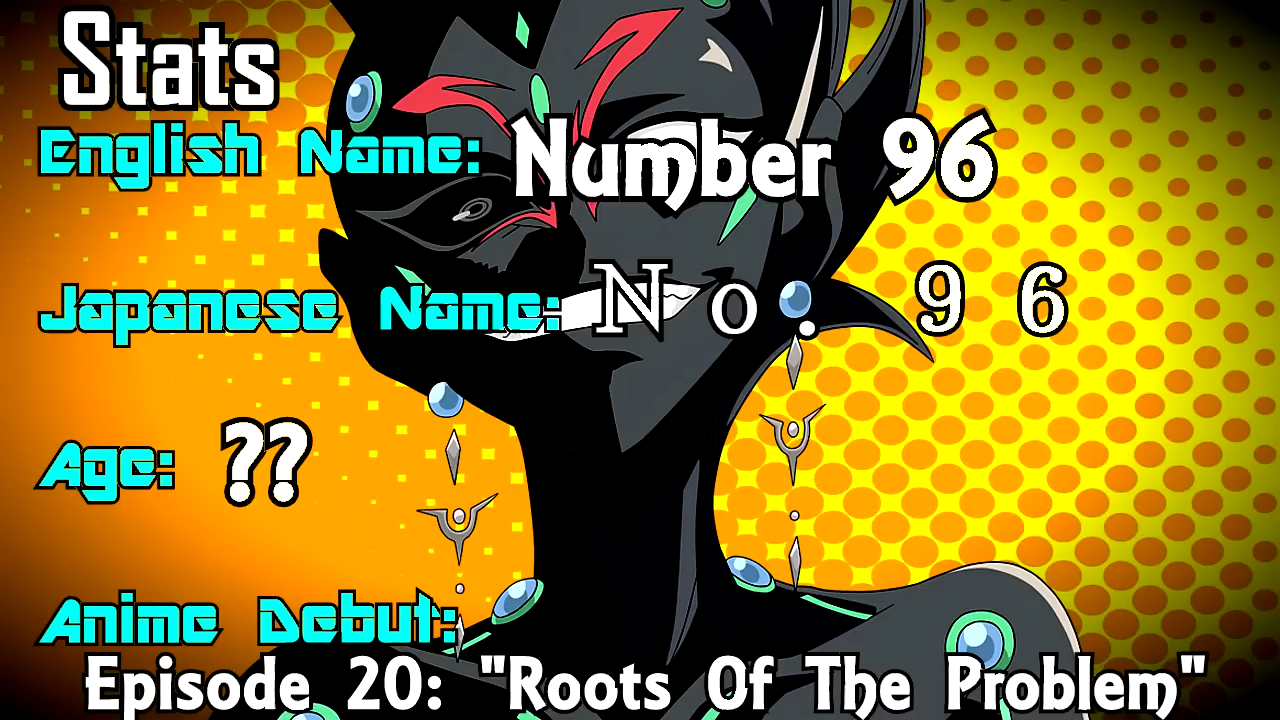 Stats
English Name: Number 96
Japanese Name: No. 96
Age: ??
Anime Debut:
Episode 20: "Roots Of The Problem"